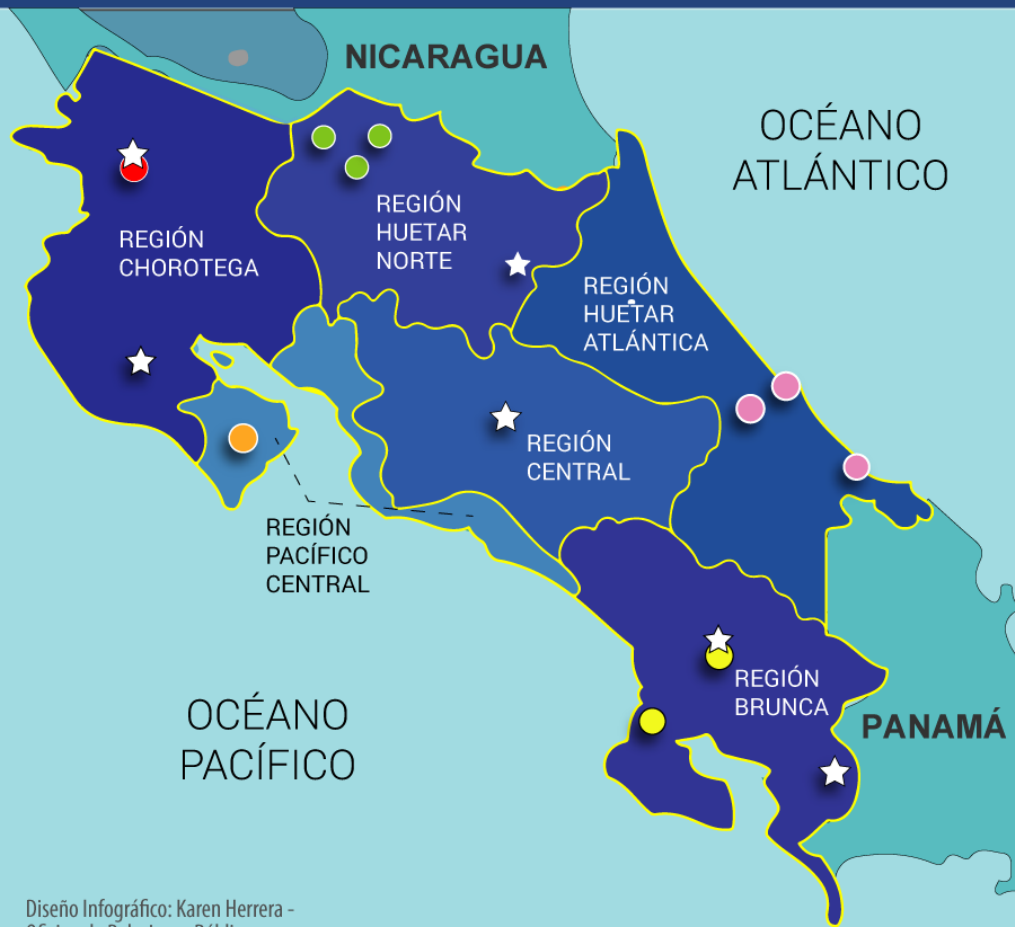 NICARAGUA
OCÉANO
ATLÁNTICO
REGIÓN
CHOROTEGA
REGIÓN
HUETAR
NORTE
REGIÓN
HUETAR
ATLÁNTICA
REGIÓN
CENTRAL
REGIÓN
PACÍFICO
CENTRAL
REGIÓN
BRUNCA
PANAMÁ
OCÉANO
PACÍFICO
Diseño Infográfico: Karen Herrera -